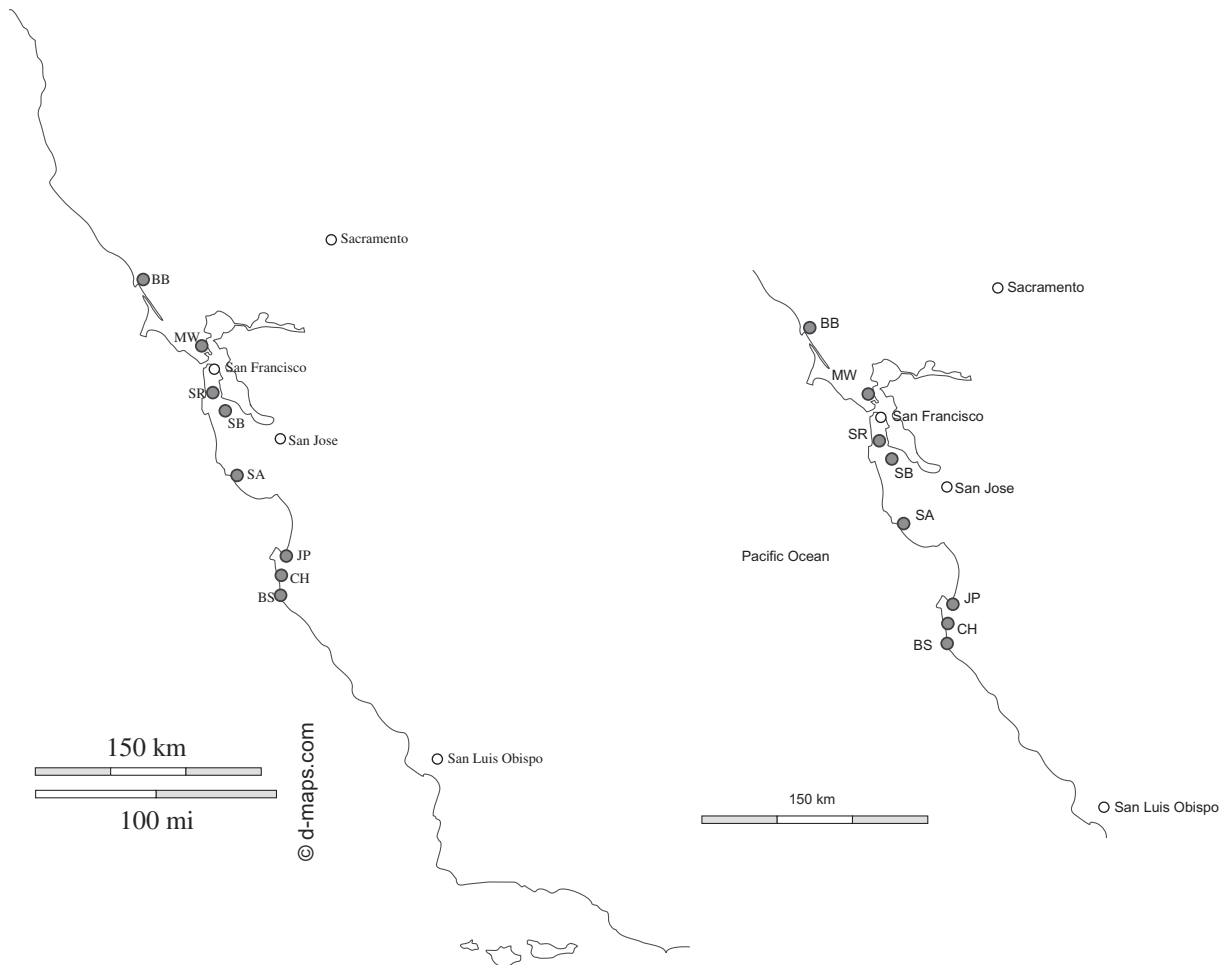 Sacramento
BB
MW
San Francisco
SR
SB
San Jose
SA
JP
CH
BS
San Luis Obispo
150 km
100 mi
© d-maps.com
Sacramento
BB
MW
San Francisco
SR
SB
San Jose
SA
Pacific Ocean
JP
CH
BS
San Luis Obispo
150 km